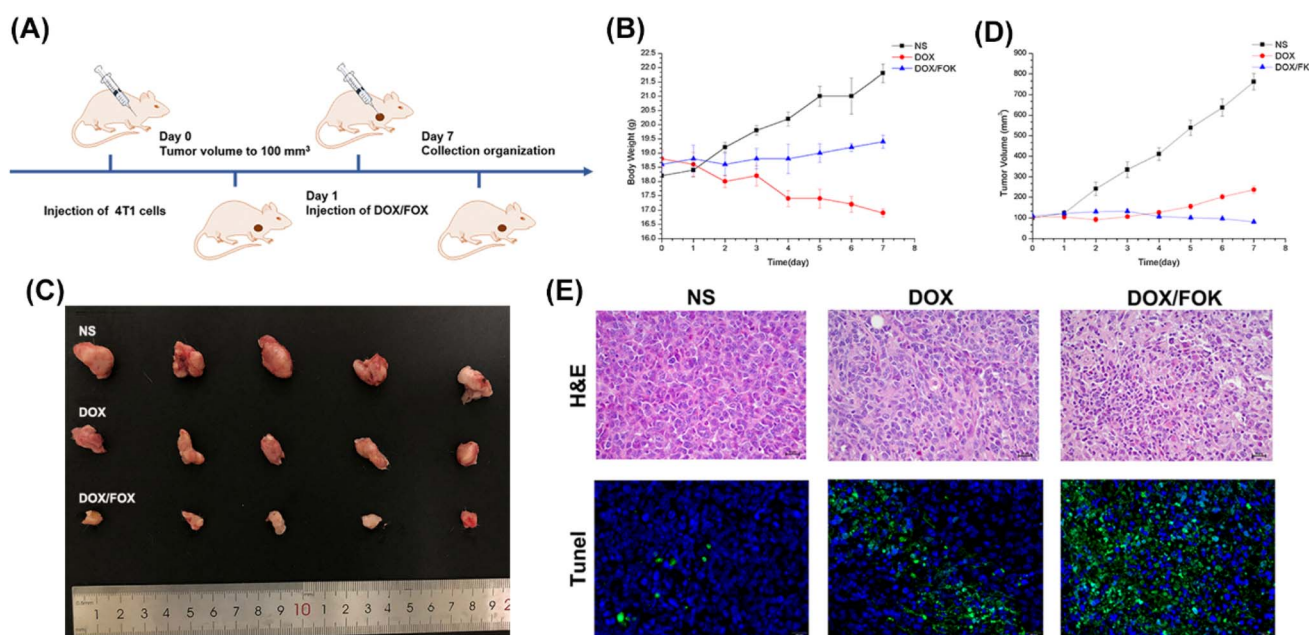 (A)
Day 0
Tumor volume to 100 mm³
Day 7
Collection organization
Injection of 4T1 cells
Day 1
Injection of DOX/FOX
(B)
NS
DOX
DOX/FOK
22.5
22.0
21.5
21.0
20.5
20.0
19.5
19.0
18.5
18.0
17.5
17.0
16.5
16.0
Body Weight (g)
0 1 2 3 4 5 6 7 8
Time(day)
(D)
NS
DOX
DOX/FK
900
800
700
600
500
400
300
200
100
0
Tumor Volume (mm³)
0 1 2 3 4 5 6 7 8
Time(day)
(C)
NS
DOX
DOX/FOX
1 2 3 4 5 6 7 8 9 10 1 2 3 4 5 6 7 8 9 2
(E)
NS DOX DOX/FOK
H&E
Tunel